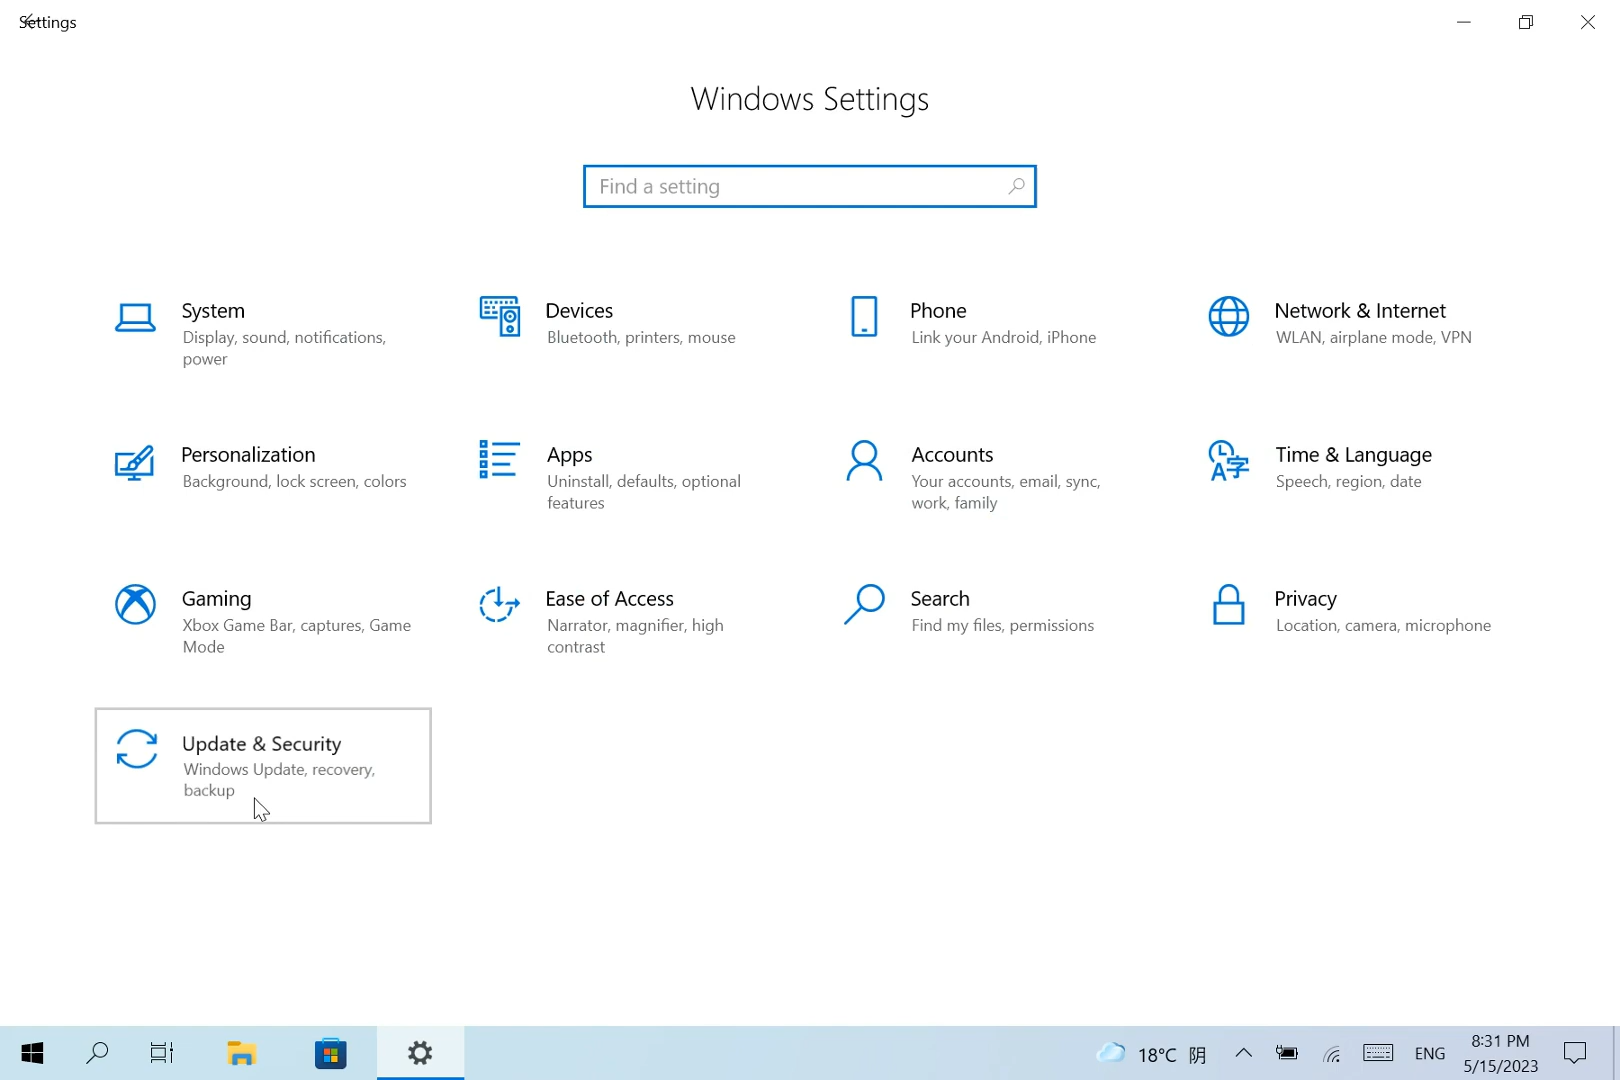 Settings
Windows Settings
Find a setting
System
Display, sound, notifications,
power
Devices
Bluetooth, printers, mouse
Phone
Link your Android, iPhone
Network & Internet
WLAN, airplane mode, VPN
Personalization
Background, lock screen, colors
Apps
Uninstall, defaults, optional
features
Accounts
Your accounts, email, sync,
work, family
Time & Language
Speech, region, date
Gaming
Xbox Game Bar, captures, Game
Mode
Ease of Access
Narrator, magnifier, high
contrast
Search
Find my files, permissions
Privacy
Location, camera, microphone
Update & Security
Windows Update, recovery,
backup
18°C 阴
ENG
8:31 PM
5/15/2023